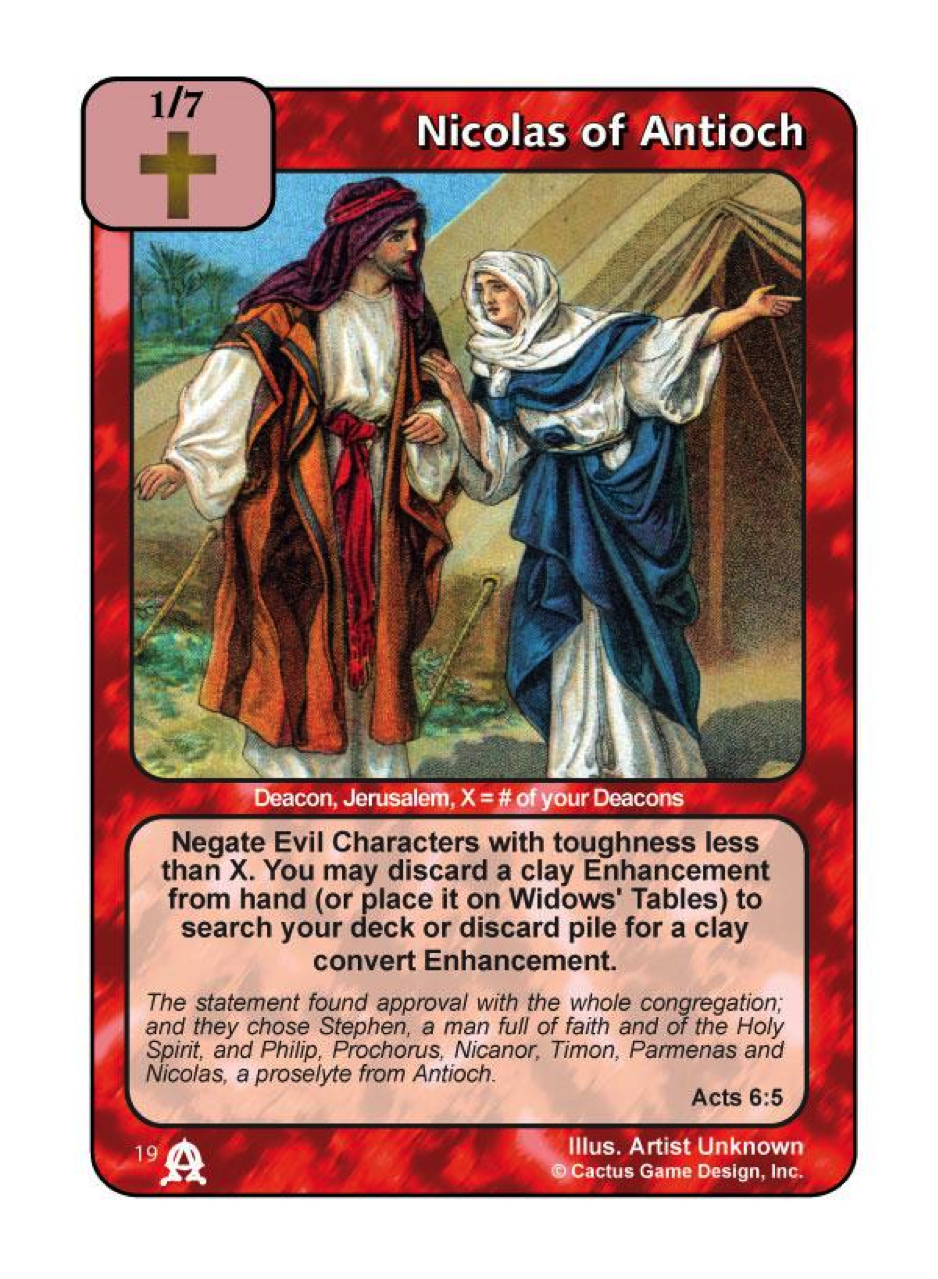 1/7
Nicolas of Antioch
Deacon, Jerusalem, X = # of your Deacons
Negate Evil Characters with toughness less
than X. You may discard a clay Enhancement
from hand (or place it on Widows' Tables) to
search your deck or discard pile for a clay
convert Enhancement.
The statement found approval with the whole congregation;
and they chose Stephen, a man full of faith and of the Holy
Spirit, and Philip, Prochorus, Nicanor, Timon, Parmenas and
Nicolas, a proselyte from Antioch.
Acts 6:5
19
Illus. Artist Unknown
© Cactus Game Design, Inc.